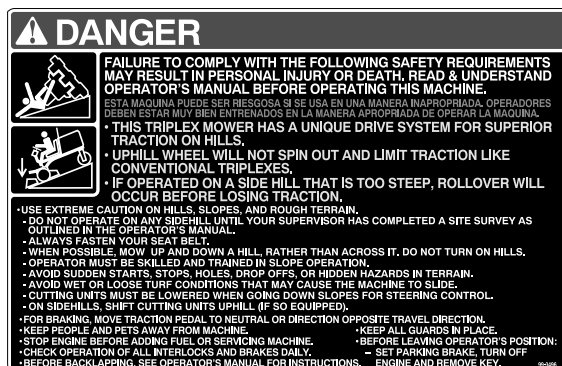 DANGER
FAILURE TO COMPLY WITH THE FOLLOWING SAFETY REQUIREMENTS
MAY RESULT IN PERSONAL INJURY OR DEATH. READ & UNDERSTAND
OPERATOR'S MANUAL BEFORE OPERATING THIS MACHINE.
ESTA MAQUINA PUEDE SER RIESGOSA SI SE USA EN UNA MANERA INAPROPRIADA. OPERADORES
DEBEN ESTAR MUY BIEN ENTRENADOS EN LA MANERA APROPRIADA DE OPERAR LA MAQUINA.
• THIS TRIPLEX MOWER HAS A UNIQUE DRIVE SYSTEM FOR SUPERIOR
TRACTION ON HILLS.
• UPHILL WHEEL WILL NOT SPIN OUT AND LIMIT TRACTION LIKE
CONVENTIONAL TRIPLEXES.
• IF OPERATED ON A SIDE HILL THAT IS TOO STEEP, ROLLOVER WILL
OCCUR BEFORE LOSING TRACTION.
•USE EXTREME CAUTION ON HILLS, SLOPES, AND ROUGH TERRAIN.
- DO NOT OPERATE ON ANY SIDEHILL UNTIL YOUR SUPERVISOR HAS COMPLETED A SITE SURVEY AS
OUTLINED IN THE OPERATOR'S MANUAL.
- ALWAYS FASTEN YOUR SEAT BELT.
- WHEN POSSIBLE, MOW UP AND DOWN A HILL, RATHER THAN ACROSS IT. DO NOT TURN ON HILLS.
- OPERATOR MUST BE SKILLED AND TRAINED IN SLOPE OPERATION.
- AVOID SUDDEN STARTS, STOPS, HOLES, DROP OFFS, OR HIDDEN HAZARDS IN TERRAIN.
- AVOID WET OR LOOSE TURF CONDITIONS THAT MAY CAUSE THE MACHINE TO SLIDE.
- CUTTING UNITS MUST BE LOWERED WHEN GOING DOWN SLOPES FOR STEERING CONTROL.
- ON SIDEHILLS, SHIFT CUTTING UNITS UPHILL (IF SO EQUIPPED).
•FOR BRAKING, MOVE TRACTION PEDAL TO NEUTRAL OR DIRECTION OPPOSITE TRAVEL DIRECTION.
•KEEP PEOPLE AND PETS AWAY FROM MACHINE.
•STOP ENGINE BEFORE ADDING FUEL OR SERVICING MACHINE.
•CHECK OPERATION OF ALL INTERLOCKS AND BRAKES DAILY.
•BEFORE BACKLAPPING, SEE OPERATOR'S MANUAL FOR INSTRUCTIONS.
•KEEP ALL GUARDS IN PLACE.
•BEFORE LEAVING OPERATOR'S POSITION:
– SET PARKING BRAKE, TURN OFF
ENGINE AND REMOVE KEY.